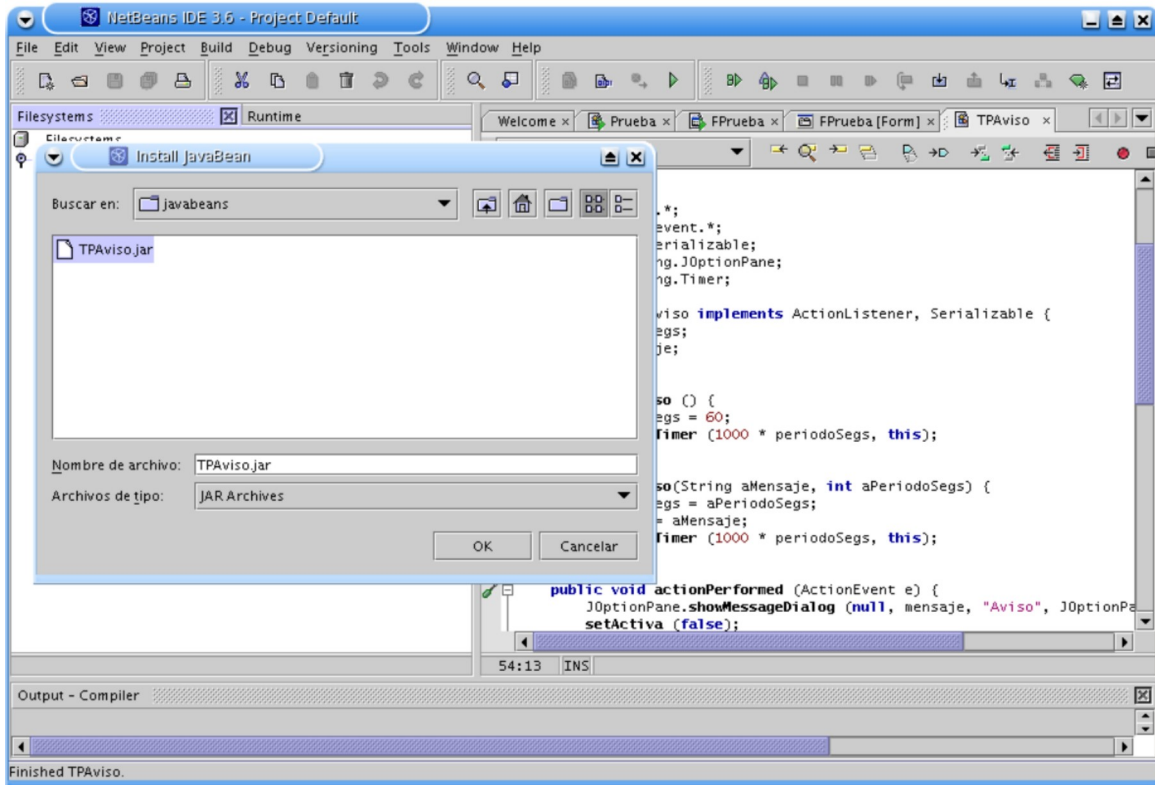 NetBeans IDE 3.6 - Project Default
File Edit View Project Build Debug Versioning Tools Window Help
Filesystems Runtime
Welcome Prueba FPrueba FPrueba [Form] TPAviso
Filesystems
Install JavaBean
Buscar en: javabeans
TPAviso.jar
Nombre de archivo: TPAviso.jar
Archivos de tipo: JAR Archives
OK Cancelar
.*;
event.*;
erializable;
ng.JOptionPane;
ng.Timer;
viso implements ActionListener, Serializable {
egs;
je;
so () {
egs = 60;
Timer (1000 * periodoSegs, this);
so(String aMensaje, int aPeriodoSegs) {
egs = aPeriodoSegs;
= aMensaje;
Timer (1000 * periodoSegs, this);
public void actionPerformed (ActionEvent e) {
JOptionPane.showMessageDialog (null, mensaje, "Aviso", JOptionPa
setActiva (false);
54:13 INS
Output - Compiler
Finished TPAviso.